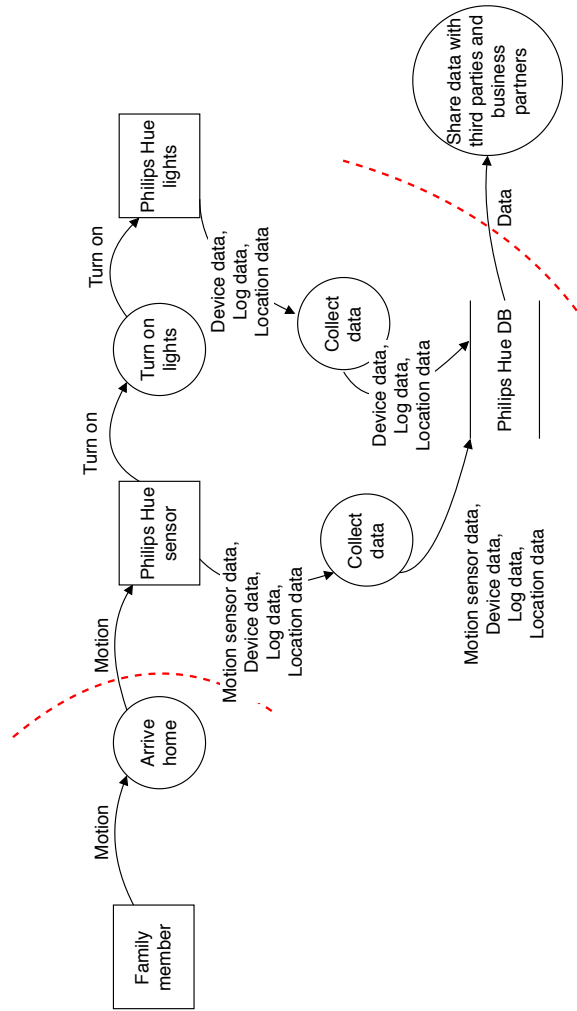 Family
member
Motion
Arrive
home
Motion
Philips Hue
sensor
Turn on
Turn on
lights
Turn on
Philips Hue
lights
Motion sensor data,
Device data,
Log data,
Location data
Collect
data
Motion sensor data,
Device data,
Log data,
Location data
Device data,
Log data,
Location data
Collect
data
Device data,
Log data,
Location data
Philips Hue DB
Data
Share data with
third parties and
business
partners